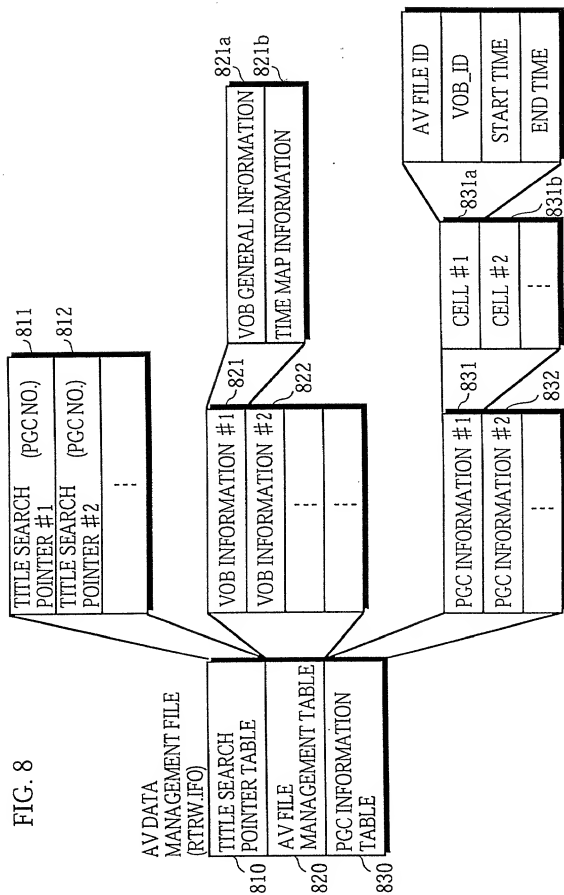 FIG. 8
AV DATA
MANAGEMENT FILE
(RTRW.IFO)
810
TITLE SEARCH
POINTER TABLE
820
AV FILE
MANAGEMENT TABLE
830
PGC INFORMATION
TABLE
TITLE SEARCH
POINTER #1 (PGC NO.)
811
TITLE SEARCH
POINTER #2 (PGC NO.)
812
VOB INFORMATION #1
821
VOB INFORMATION #2
822
VOB GENERAL INFORMATION
821a
TIME MAP INFORMATION
821b
PGC INFORMATION #1
831
PGC INFORMATION #2
832
CELL #1
831a
CELL #2
831b
AV FILE ID
VOB_ID
START TIME
END TIME